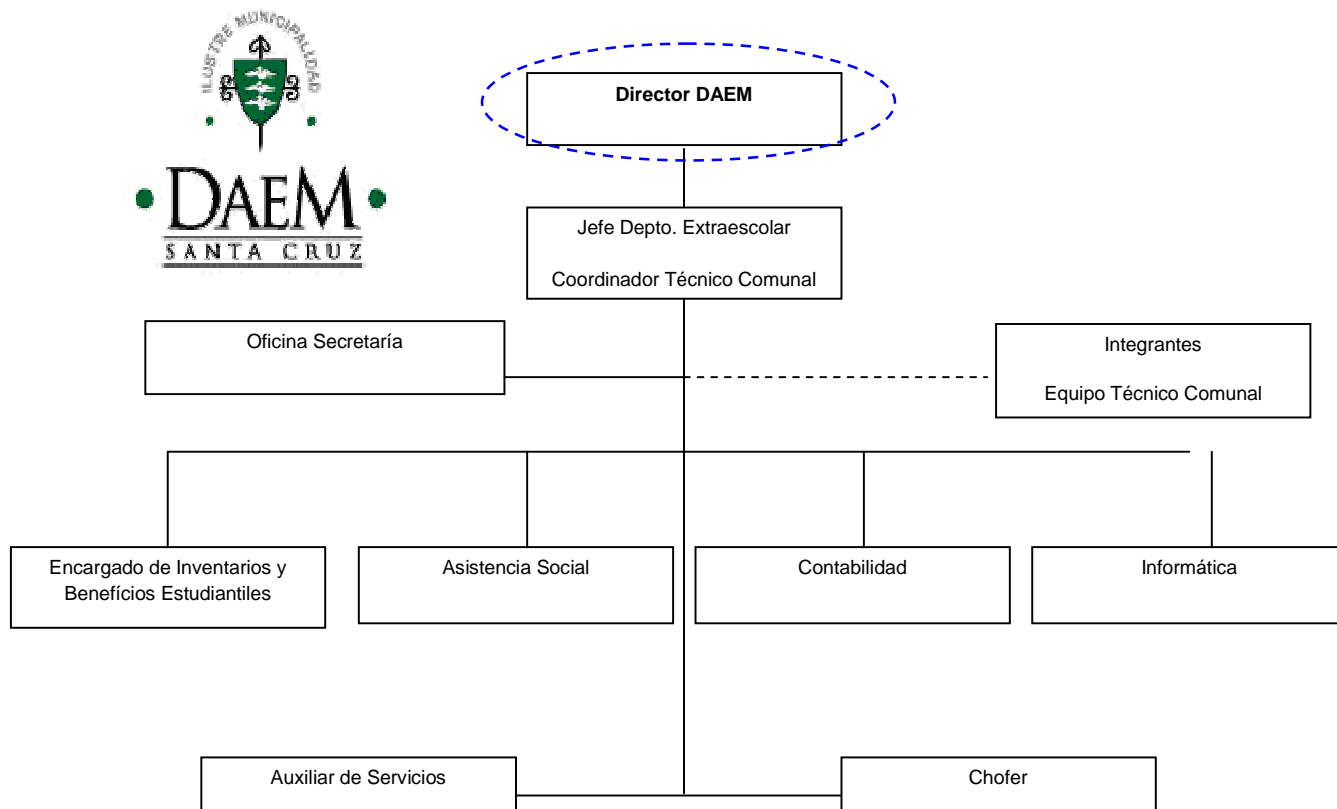 ILUSTRE MUNICIPALIDAD
DAEM
SANTA CRUZ
Director DAEM
Jefe Depto. Extraescolar
Coordinador Técnico Comunal
Oficina Secretaría
Integrantes
Equipo Técnico Comunal
Encargado de Inventarios y
Benefícios Estudiantiles
Asistencia Social
Contabilidad
Informática
Auxiliar de Servicios
Chofer